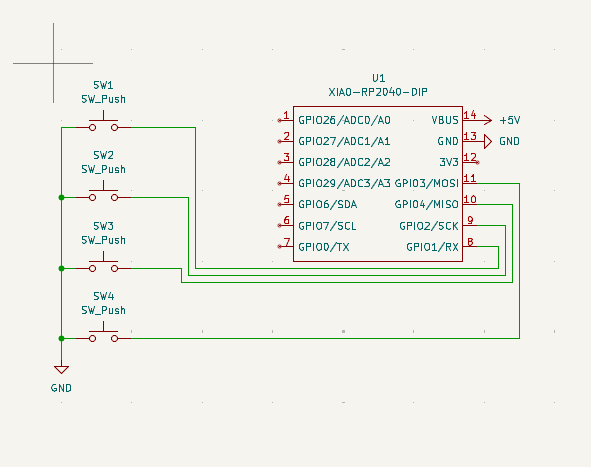 SW1
SW_Push
SW2
SW_Push
SW3
SW_Push
SW4
SW_Push
GND
U1
XIAO-RP2040-DIP
1 GPIO26/ADC0/A0 VBUS 14 +5V
2 GPIO27/ADC1/A1 GND 13 GND
3 GPIO28/ADC2/A2 3V3 12
4 GPIO29/ADC3/A3 GPIO3/MOSI 11
5 GPIO6/SDA GPIO4/MISO 10
6 GPIO7/SCL GPIO2/SCK 9
7 GPIO0/TX GPIO1/RX 8